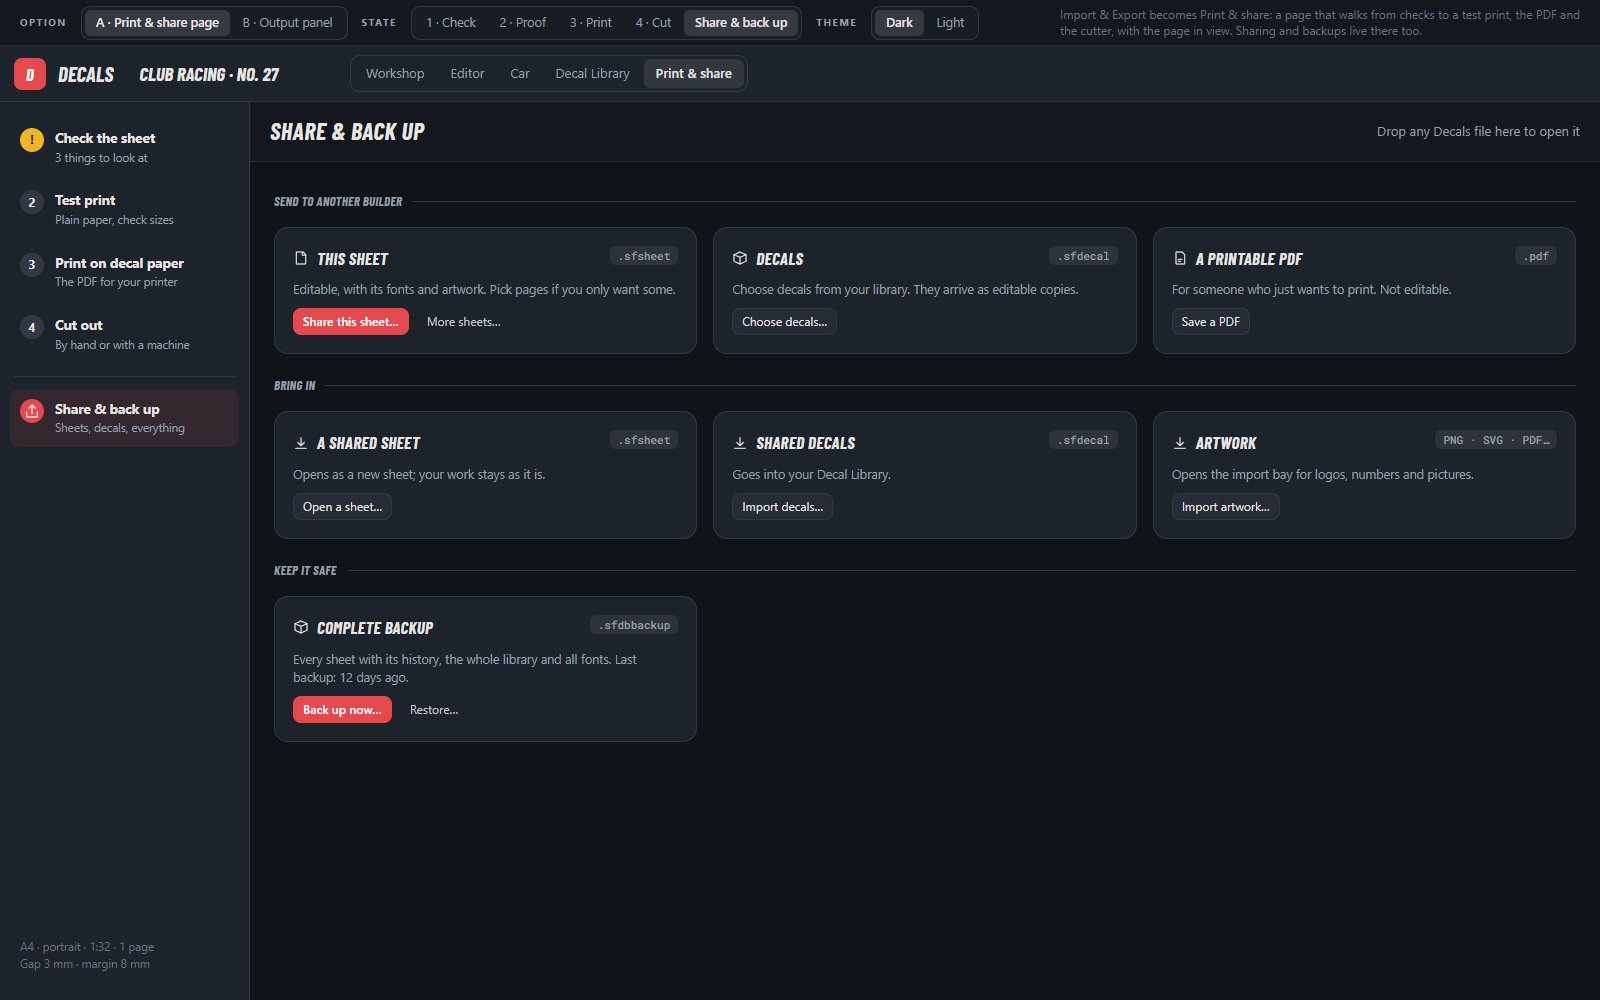 OPTION
A · Print & share page
B · Output panel
STATE
1 · Check
2 · Proof
3 · Print
4 · Cut
Share & back up
THEME
Dark
Light
Import & Export becomes Print & share: a page that walks from checks to a test print, the PDF and
the cutter, with the page in view. Sharing and backups live there too.
D
DECALS
CLUB RACING · NO. 27
Workshop
Editor
Car
Decal Library
Print & share
!
Check the sheet
3 things to look at
2
Test print
Plain paper, check sizes
3
Print on decal paper
The PDF for your printer
4
Cut out
By hand or with a machine
Share & back up
Sheets, decals, everything
A4 · portrait · 1:32 · 1 page
Gap 3 mm · margin 8 mm
SHARE & BACK UP
Drop any Decals file here to open it
SEND TO ANOTHER BUILDER
THIS SHEET
.sfsheet
Editable, with its fonts and artwork. Pick pages if you only want some.
Share this sheet...
More sheets...
DECALS
.sfdecal
Choose decals from your library. They arrive as editable copies.
Choose decals...
A PRINTABLE PDF
.pdf
For someone who just wants to print. Not editable.
Save a PDF
BRING IN
A SHARED SHEET
.sfsheet
Opens as a new sheet; your work stays as it is.
Open a sheet...
SHARED DECALS
.sfdecal
Goes into your Decal Library.
Import decals...
ARTWORK
PNG · SVG · PDF…
Opens the import bay for logos, numbers and pictures.
Import artwork...
KEEP IT SAFE
COMPLETE BACKUP
.sfdbbackup
Every sheet with its history, the whole library and all fonts. Last
backup: 12 days ago.
Back up now...
Restore...